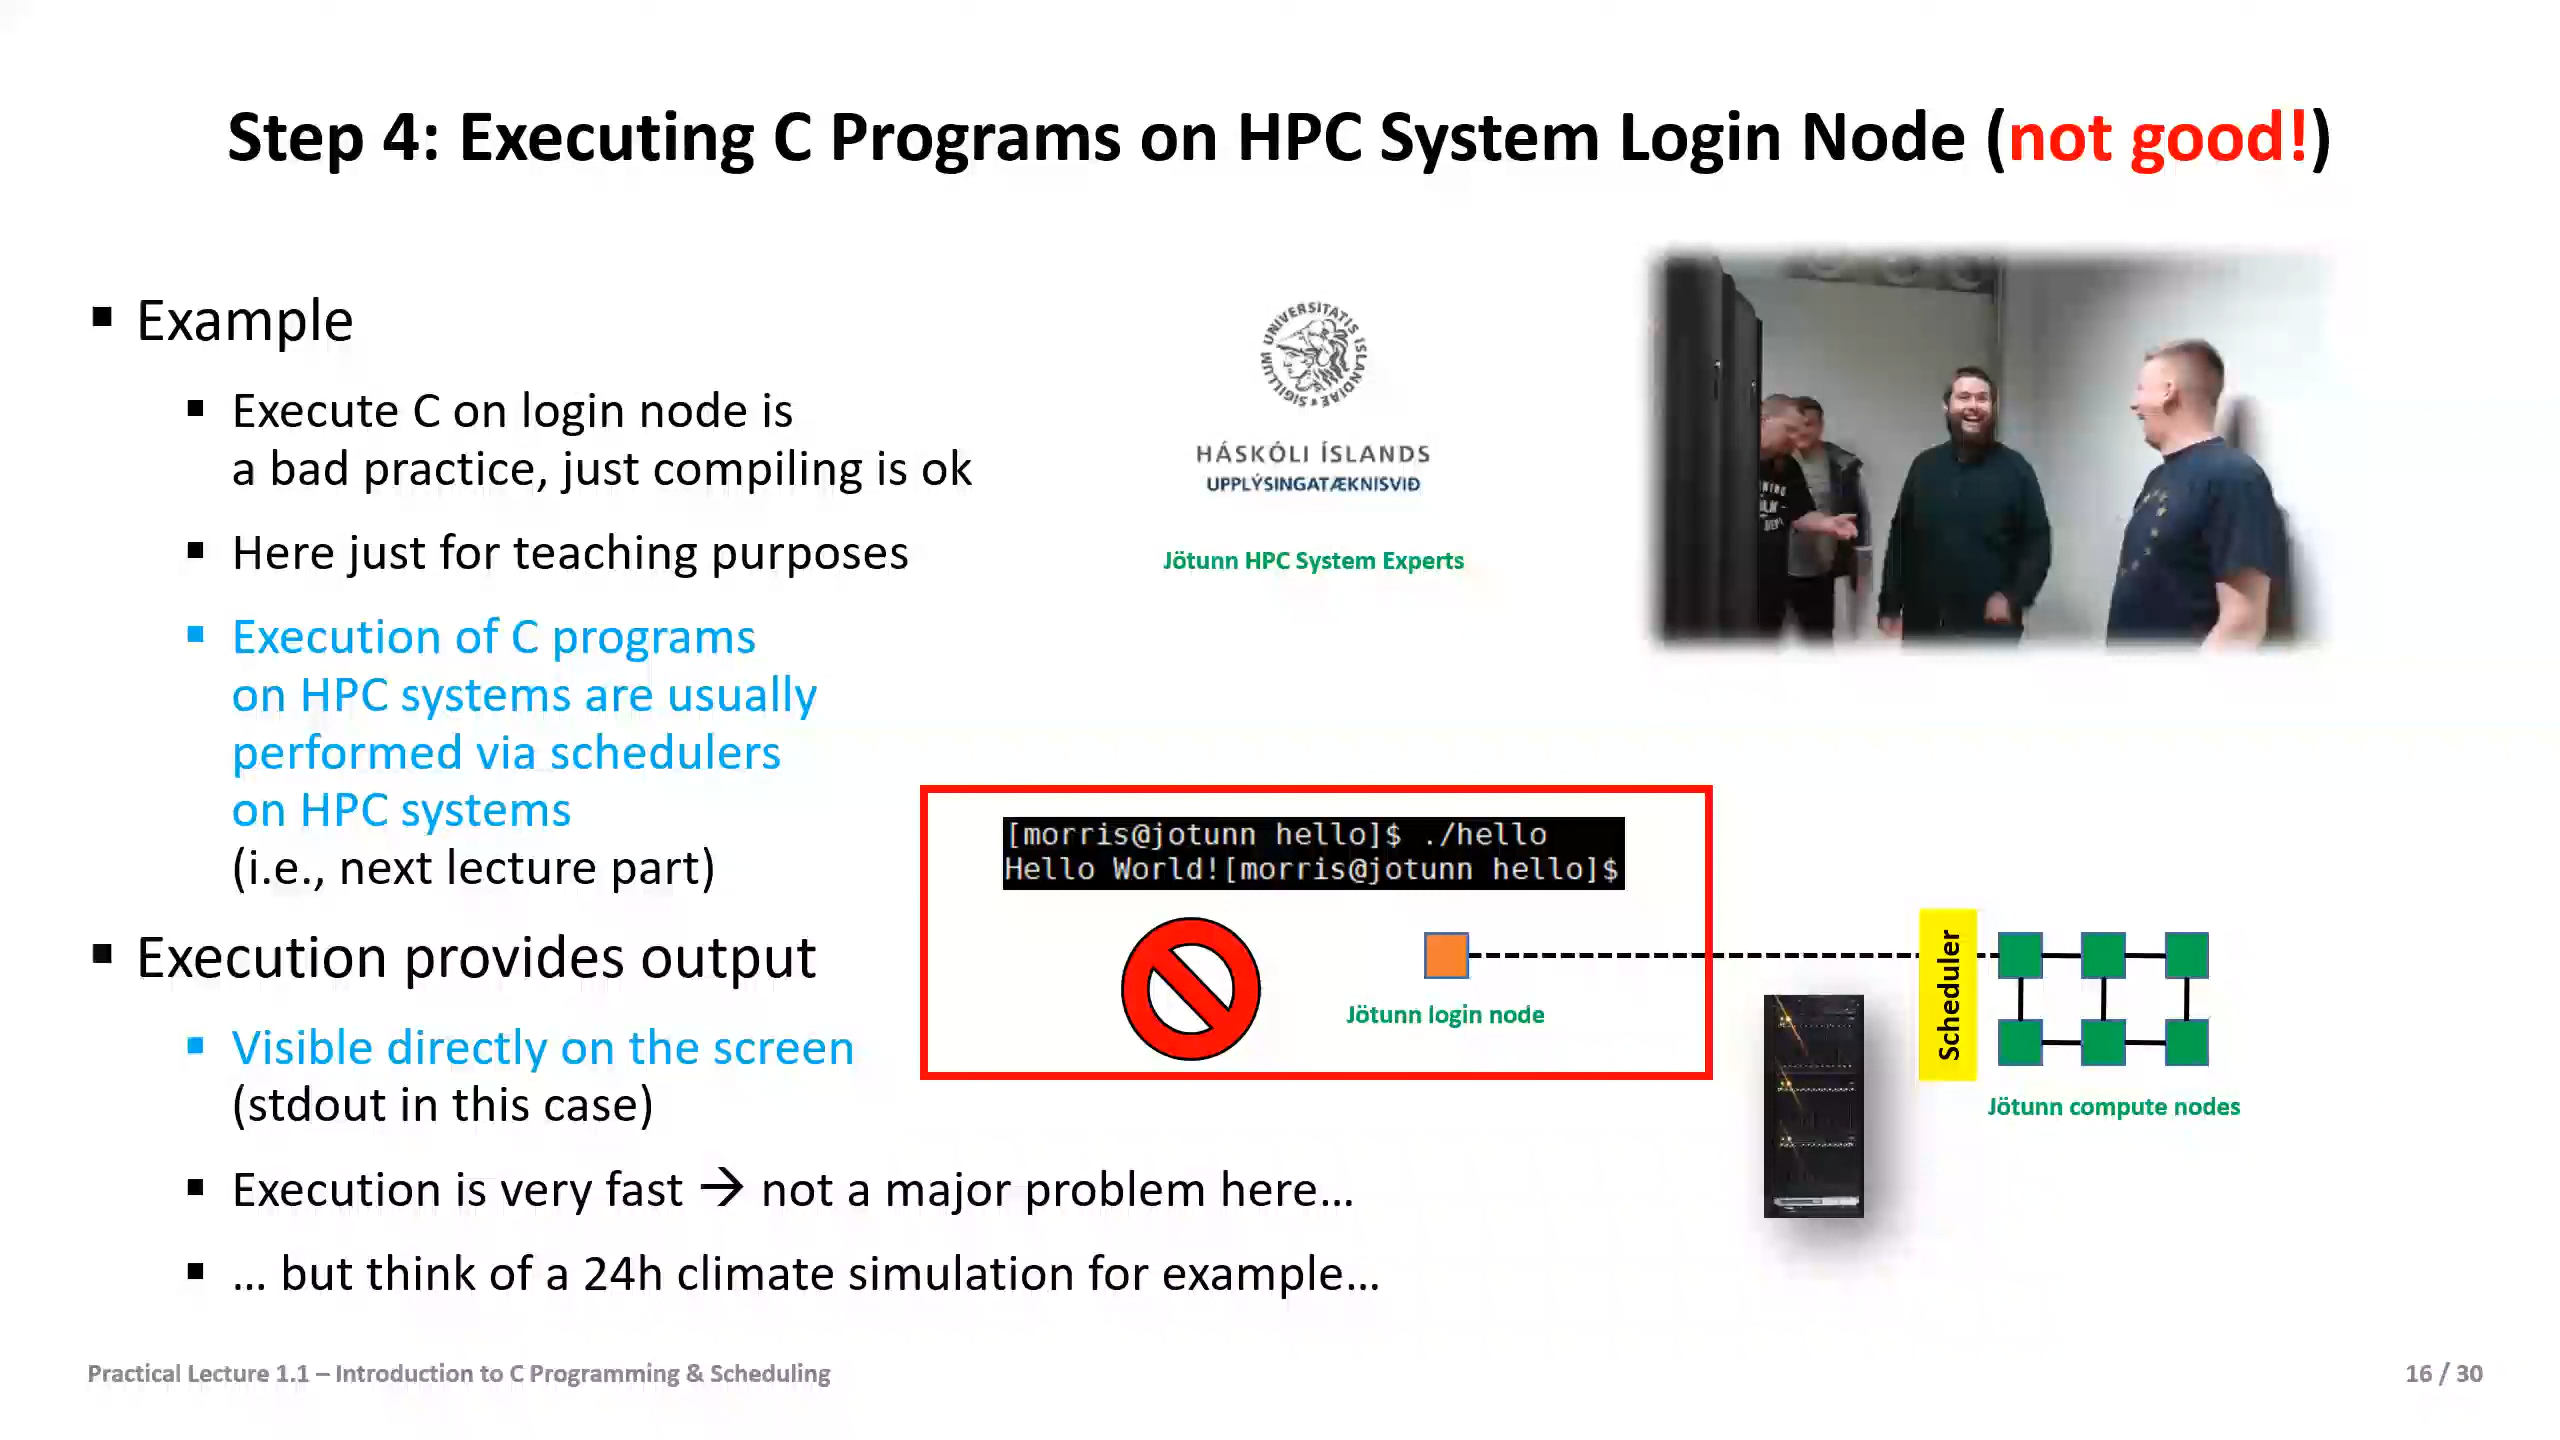 Step 4: Executing C Programs on HPC System Login Node (not good!)
▪ Example
▪ Execute C on login node is
a bad practice, just compiling is ok
▪ Here just for teaching purposes
▪ Execution of C programs
on HPC systems are usually
performed via schedulers
on HPC systems
(i.e., next lecture part)
▪ Execution provides output
▪ Visible directly on the screen
(stdout in this case)
▪ Execution is very fast → not a major problem here...
▪ ... but think of a 24h climate simulation for example...
SIGILLUM UNIVERSITATIS ISLANDIAE
HÁSKÓLI ÍSLANDS
UPPLÝSINGATÆKNISVIÐ
Jötunn HPC System Experts
[morris@jotunn hello]$ ./hello
Hello World![morris@jotunn hello]$
Jötunn login node
Scheduler
Jötunn compute nodes
Practical Lecture 1.1 – Introduction to C Programming & Scheduling
16 / 30